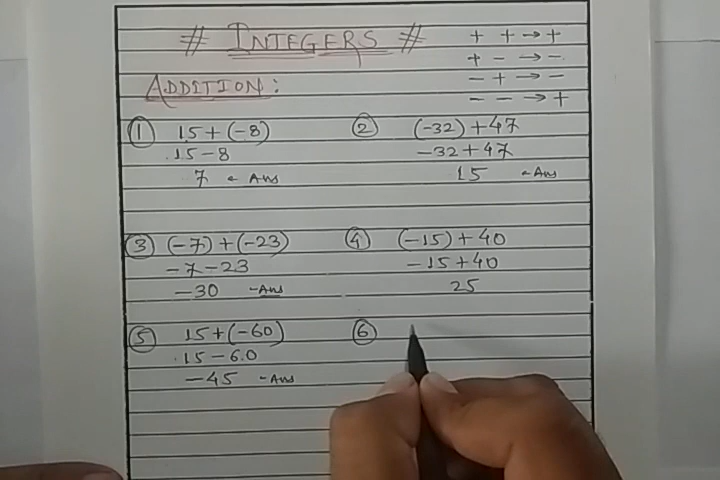 # INTEGERS #
+ + → +
+ - → -
- + → -
- - → +
ADDITION:
① 15+(-8)
15-8
7 ← Ans
② (-32)+47
-32+47
15 ← Ans
③ (-7)+(-23)
-7-23
-30 - Ans
④ (-15)+40
-15+40
25
⑤ 15+(-60)
15-60
-45 - Ans
⑥